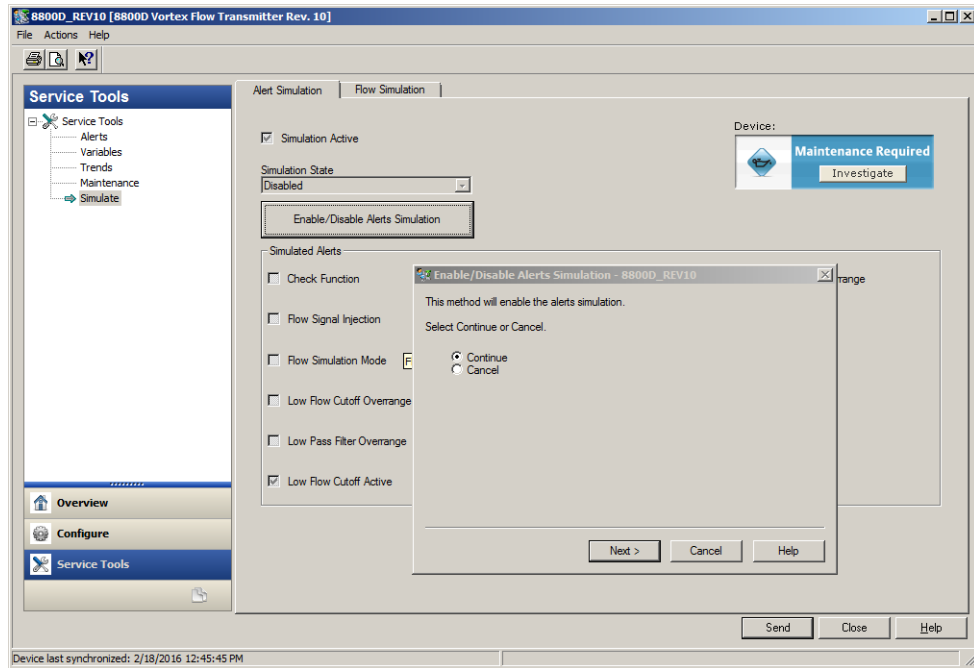 8800D_REV10 [8800D Vortex Flow Transmitter Rev. 10]
File Actions Help
Service Tools
Service Tools
Alerts
Variables
Trends
Maintenance
Simulate
Overview
Configure
Service Tools
Alert Simulation Flow Simulation
Simulation Active
Simulation State
Disabled
Enable/Disable Alerts Simulation
Device:
Maintenance Required
Investigate
Simulated Alerts
Check Function
Flow Signal Injection
Flow Simulation Mode F
Low Flow Cutoff Overrange
Low Pass Filter Overrange
Low Flow Cutoff Active
range
Enable/Disable Alerts Simulation - 8800D_REV10
This method will enable the alerts simulation.
Select Continue or Cancel.
Continue
Cancel
Next > Cancel Help
Send Close Help
Device last synchronized: 2/18/2016 12:45:45 PM